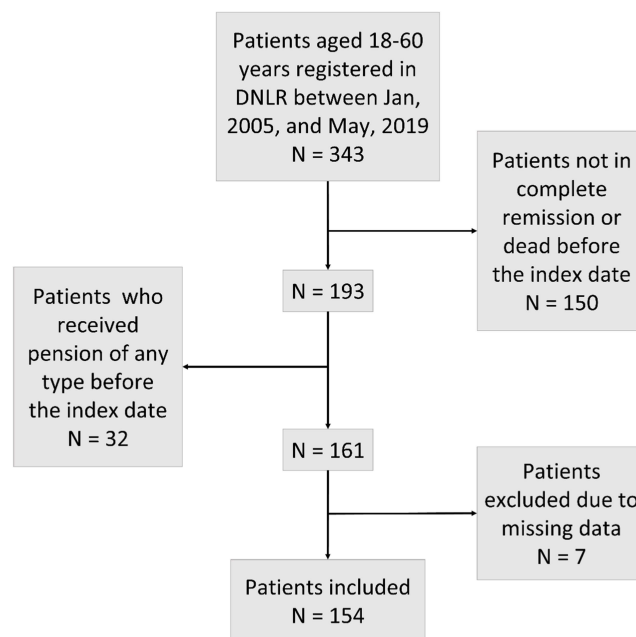 Patients aged 18-60
years registered in
DNLR between Jan,
2005, and May, 2019
N = 343
Patients not in
complete
remission or
dead before
the index date
N = 150
N = 193
Patients who
received
pension of any
type before
the index date
N = 32
N = 161
Patients
excluded due to
missing data
N = 7
Patients included
N = 154